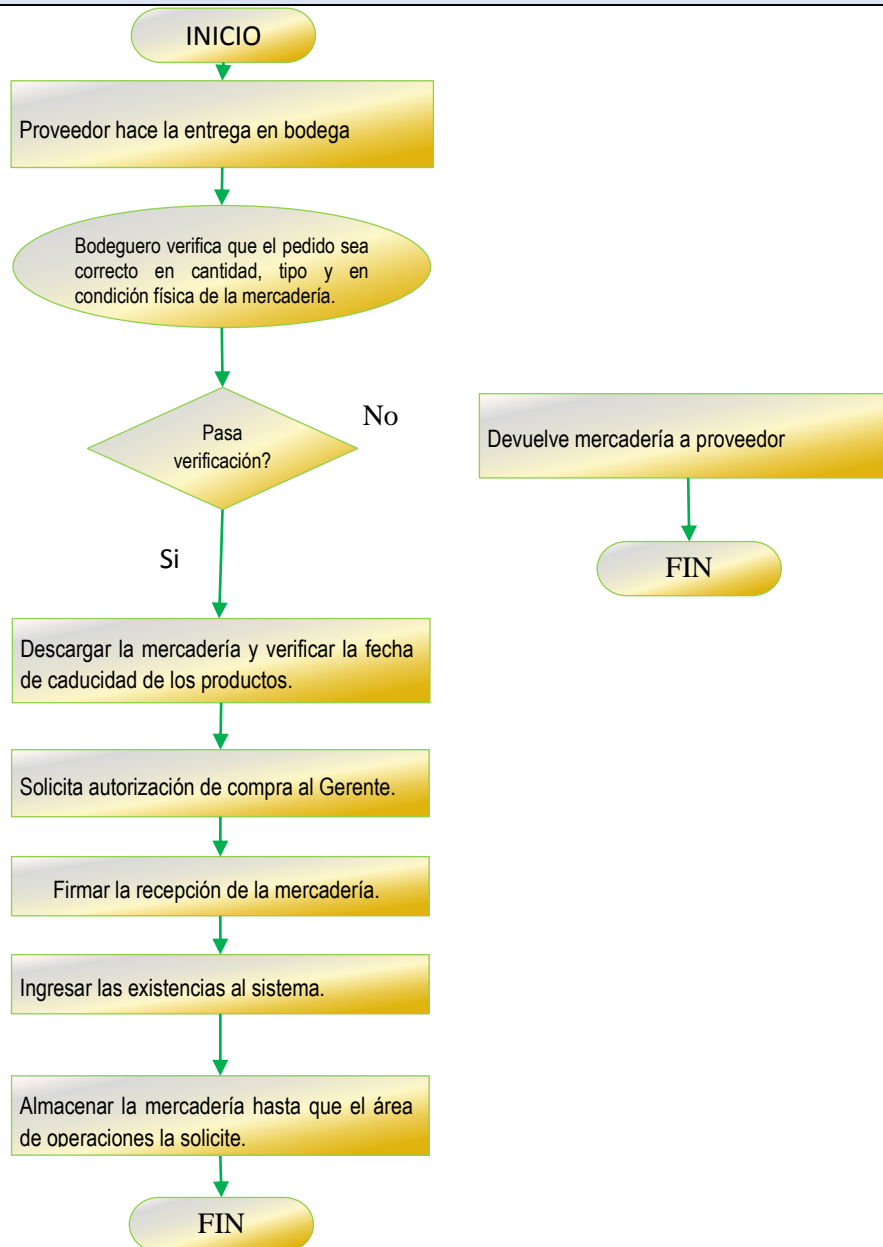 INICIO
Proveedor hace la entrega en bodega
Bodeguero verifica que el pedido sea
correcto en cantidad, tipo y en
condición física de la mercadería.
Pasa
verificación?
No
Devuelve mercadería a proveedor
FIN
Si
Descargar la mercadería y verificar la fecha
de caducidad de los productos.
Solicita autorización de compra al Gerente.
Firmar la recepción de la mercadería.
Ingresar las existencias al sistema.
Almacenar la mercadería hasta que el área
de operaciones la solicite.
FIN